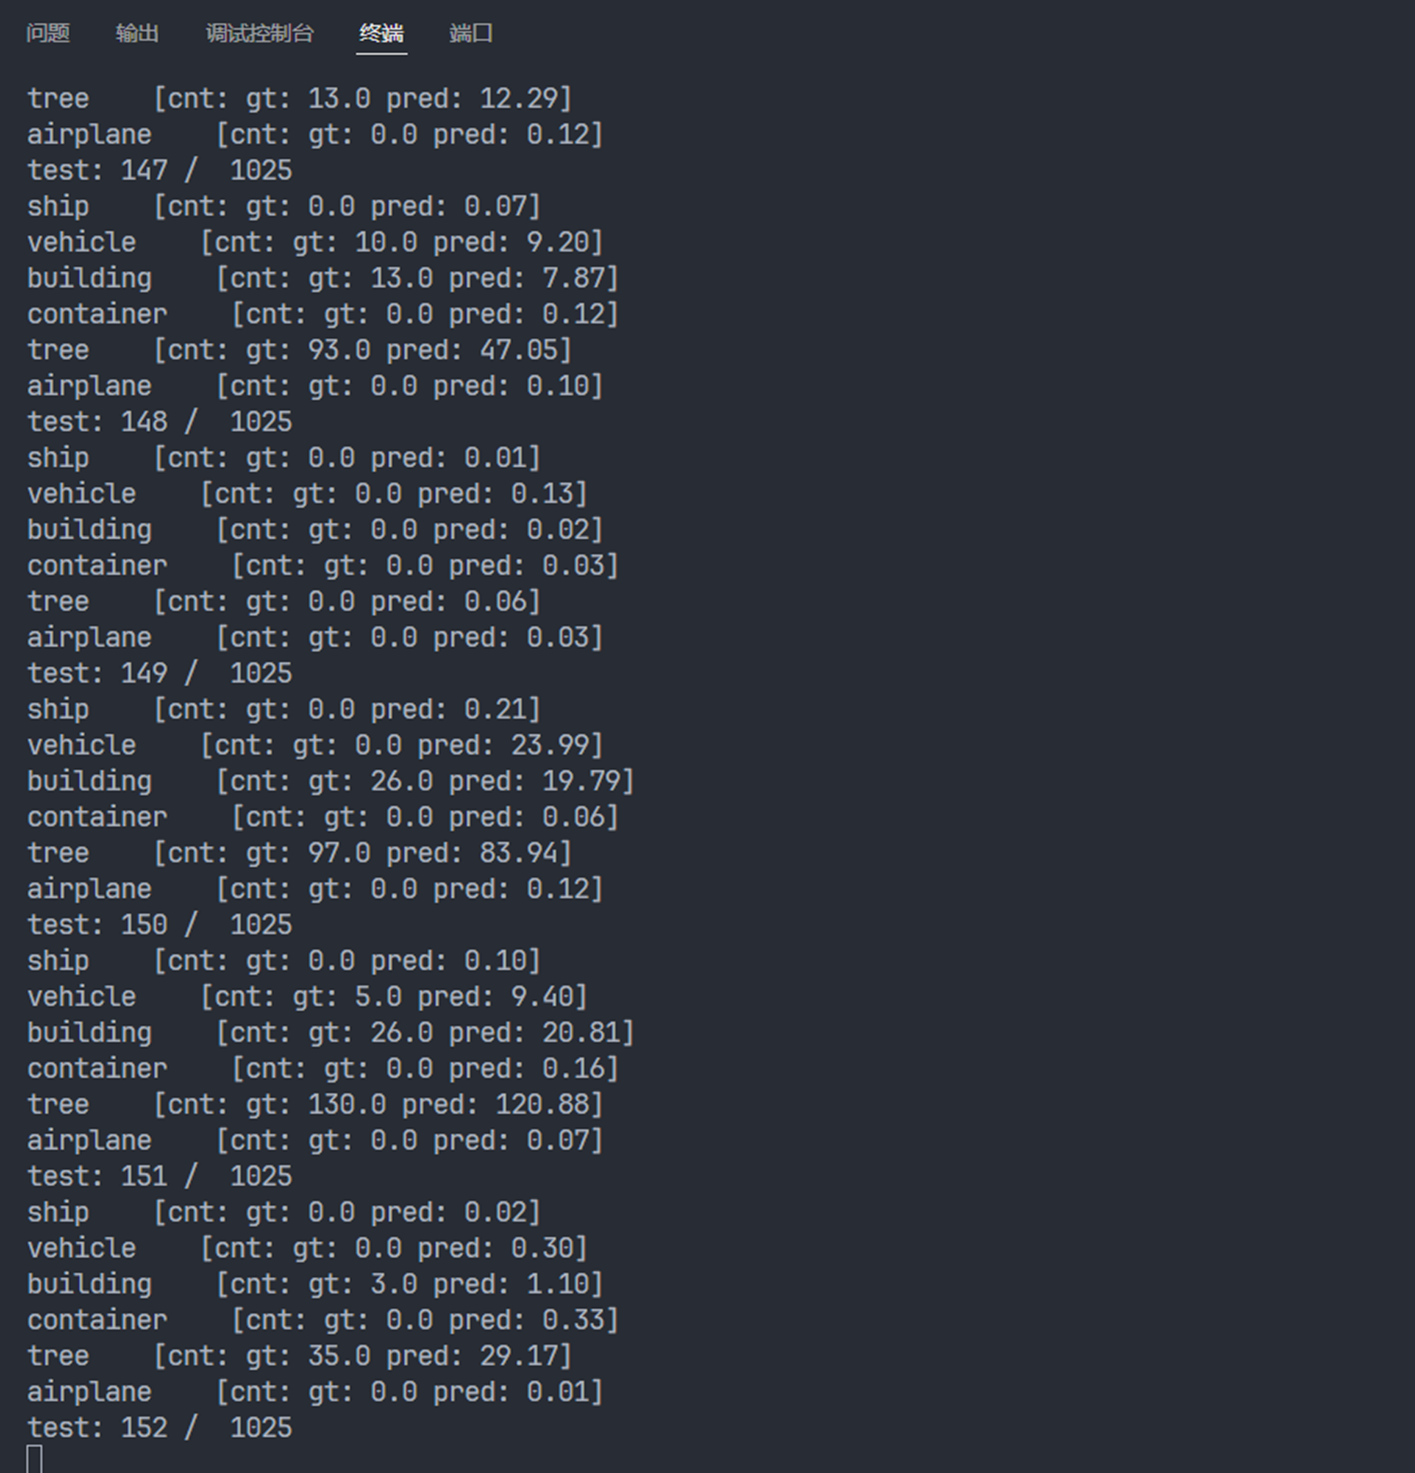 问题 输出 调试控制台 终端 端口
tree    [cnt: gt: 13.0 pred: 12.29]
airplane    [cnt: gt: 0.0 pred: 0.12]
test: 147 /  1025
ship    [cnt: gt: 0.0 pred: 0.07]
vehicle    [cnt: gt: 10.0 pred: 9.20]
building    [cnt: gt: 13.0 pred: 7.87]
container    [cnt: gt: 0.0 pred: 0.12]
tree    [cnt: gt: 93.0 pred: 47.05]
airplane    [cnt: gt: 0.0 pred: 0.10]
test: 148 /  1025
ship    [cnt: gt: 0.0 pred: 0.01]
vehicle    [cnt: gt: 0.0 pred: 0.13]
building    [cnt: gt: 0.0 pred: 0.02]
container    [cnt: gt: 0.0 pred: 0.03]
tree    [cnt: gt: 0.0 pred: 0.06]
airplane    [cnt: gt: 0.0 pred: 0.03]
test: 149 /  1025
ship    [cnt: gt: 0.0 pred: 0.21]
vehicle    [cnt: gt: 0.0 pred: 23.99]
building    [cnt: gt: 26.0 pred: 19.79]
container    [cnt: gt: 0.0 pred: 0.06]
tree    [cnt: gt: 97.0 pred: 83.94]
airplane    [cnt: gt: 0.0 pred: 0.12]
test: 150 /  1025
ship    [cnt: gt: 0.0 pred: 0.10]
vehicle    [cnt: gt: 5.0 pred: 9.40]
building    [cnt: gt: 26.0 pred: 20.81]
container    [cnt: gt: 0.0 pred: 0.16]
tree    [cnt: gt: 130.0 pred: 120.88]
airplane    [cnt: gt: 0.0 pred: 0.07]
test: 151 /  1025
ship    [cnt: gt: 0.0 pred: 0.02]
vehicle    [cnt: gt: 0.0 pred: 0.30]
building    [cnt: gt: 3.0 pred: 1.10]
container    [cnt: gt: 0.0 pred: 0.33]
tree    [cnt: gt: 35.0 pred: 29.17]
airplane    [cnt: gt: 0.0 pred: 0.01]
test: 152 /  1025